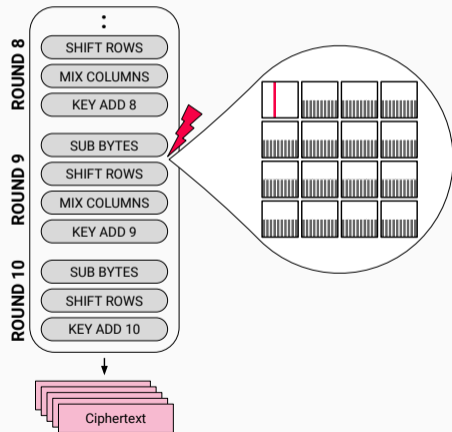 ROUND 8
SHIFT ROWS
MIX COLUMNS
KEY ADD 8
ROUND 9
SUB BYTES
SHIFT ROWS
MIX COLUMNS
KEY ADD 9
ROUND 10
SUB BYTES
SHIFT ROWS
KEY ADD 10
Ciphertext